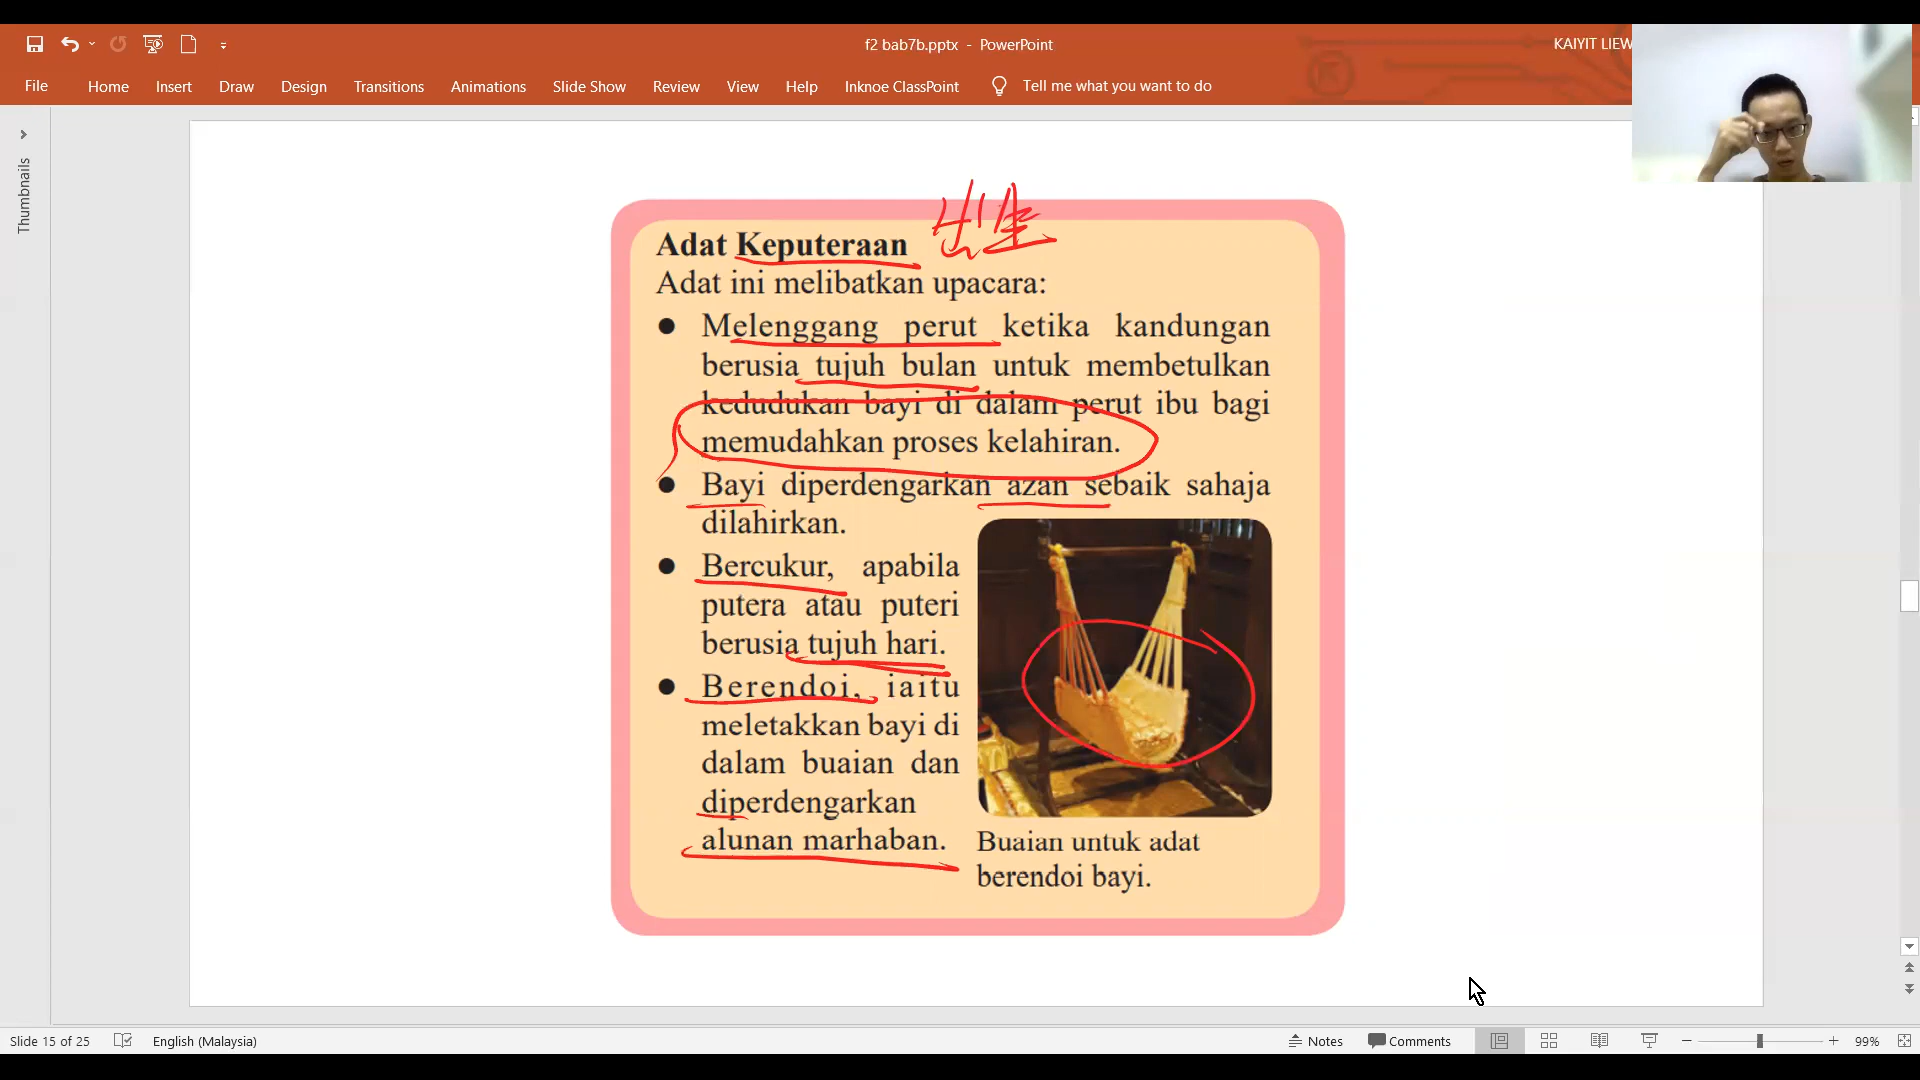 f2 bab7b.pptx - PowerPoint
KAIYIT LIEW
File Home Insert Draw Design Transitions Animations Slide Show Review View Help Inknoe ClassPoint Tell me what you want to do
Thumbnails
出生
Adat Keputeraan
Adat ini melibatkan upacara:
● Melenggang perut ketika kandungan
berusia tujuh bulan untuk membetulkan
kedudukan bayi di dalam perut ibu bagi
memudahkan proses kelahiran.
● Bayi diperdengarkan azan sebaik sahaja
dilahirkan.
● Bercukur, apabila
putera atau puteri
berusia tujuh hari.
● Berendoi, iaitu
meletakkan bayi di
dalam buaian dan
diperdengarkan
alunan marhaban.
Buaian untuk adat
berendoi bayi.
Slide 15 of 25 English (Malaysia) Notes Comments 99%